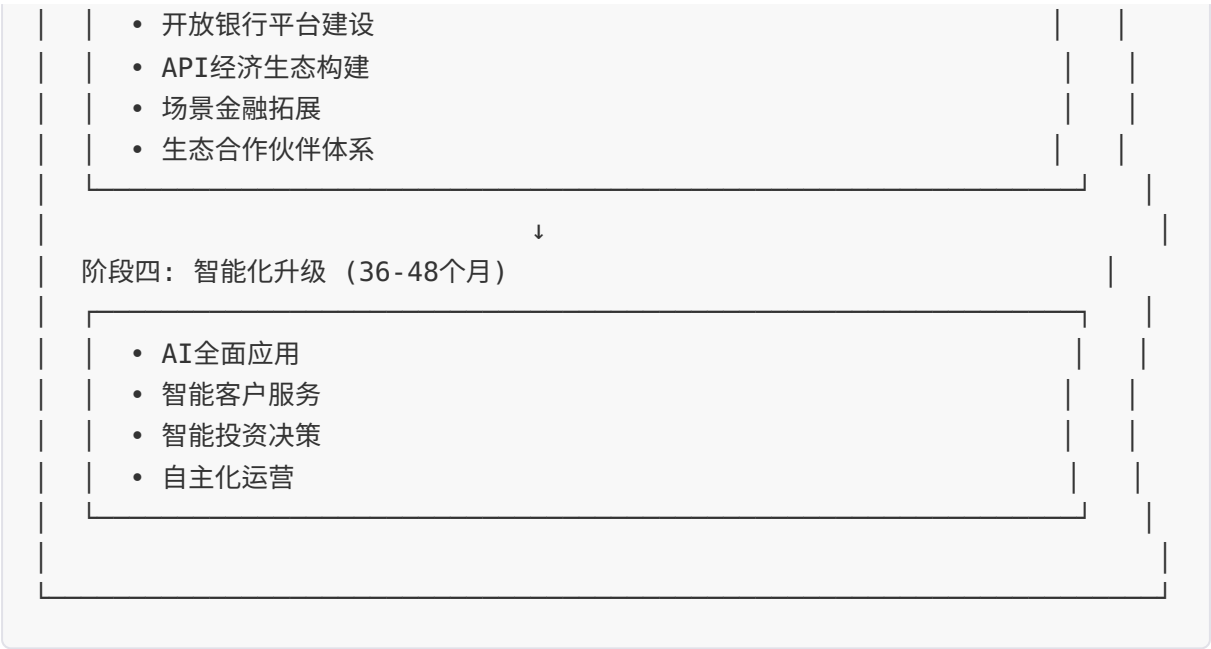 • 开放银行平台建设
• API经济生态构建
• 场景金融拓展
• 生态合作伙伴体系
↓
阶段四: 智能化升级 (36-48个月)
• AI全面应用
• 智能客户服务
• 智能投资决策
• 自主化运营